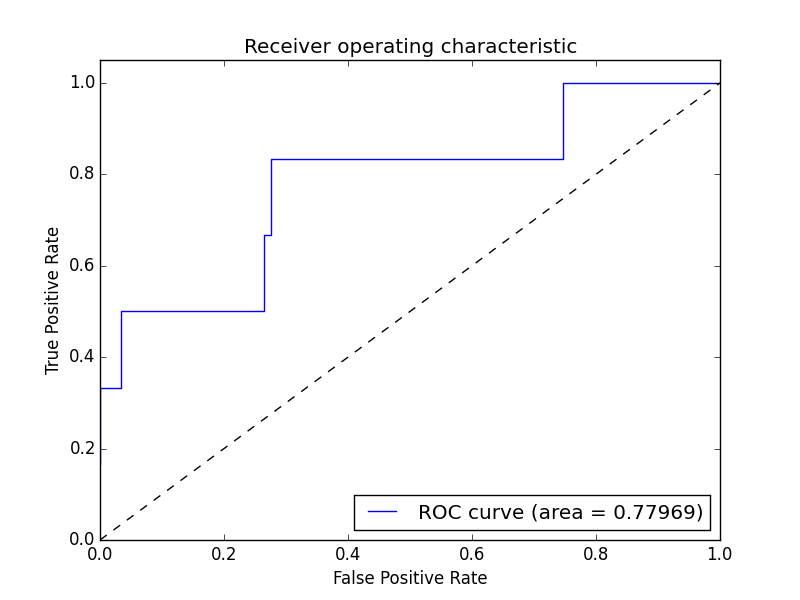 Receiver operating characteristic
1.0
0.8
0.6
0.4
0.2
0.0
True Positive Rate
ROC curve (area = 0.77969)
0.0 0.2 0.4 0.6 0.8 1.0
False Positive Rate